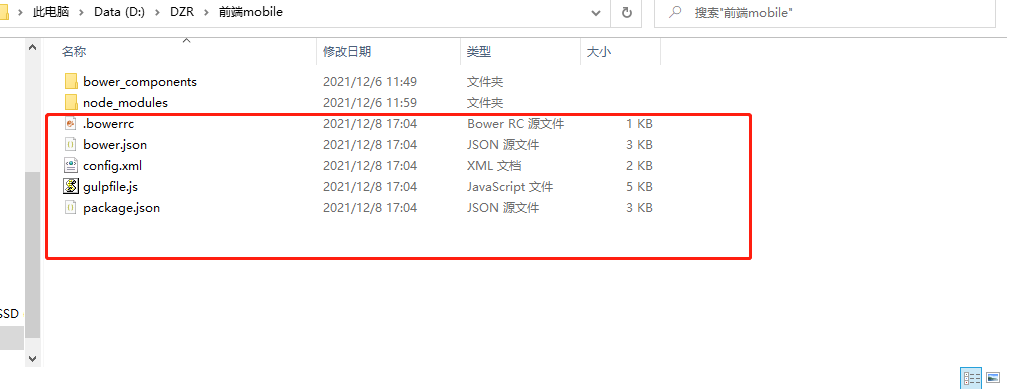 此电脑 > Data (D:) > DZR > 前端mobile
搜索"前端mobile"
名称 修改日期 类型 大小
bower_components 2021/12/6 11:49 文件夹
node_modules 2021/12/6 11:59 文件夹
.bowerrc 2021/12/8 17:04 Bower RC 源文件 1 KB
bower.json 2021/12/8 17:04 JSON 源文件 3 KB
config.xml 2021/12/8 17:04 XML 文档 2 KB
gulpfile.js 2021/12/8 17:04 JavaScript 文件 5 KB
package.json 2021/12/8 17:04 JSON 源文件 3 KB
SSD